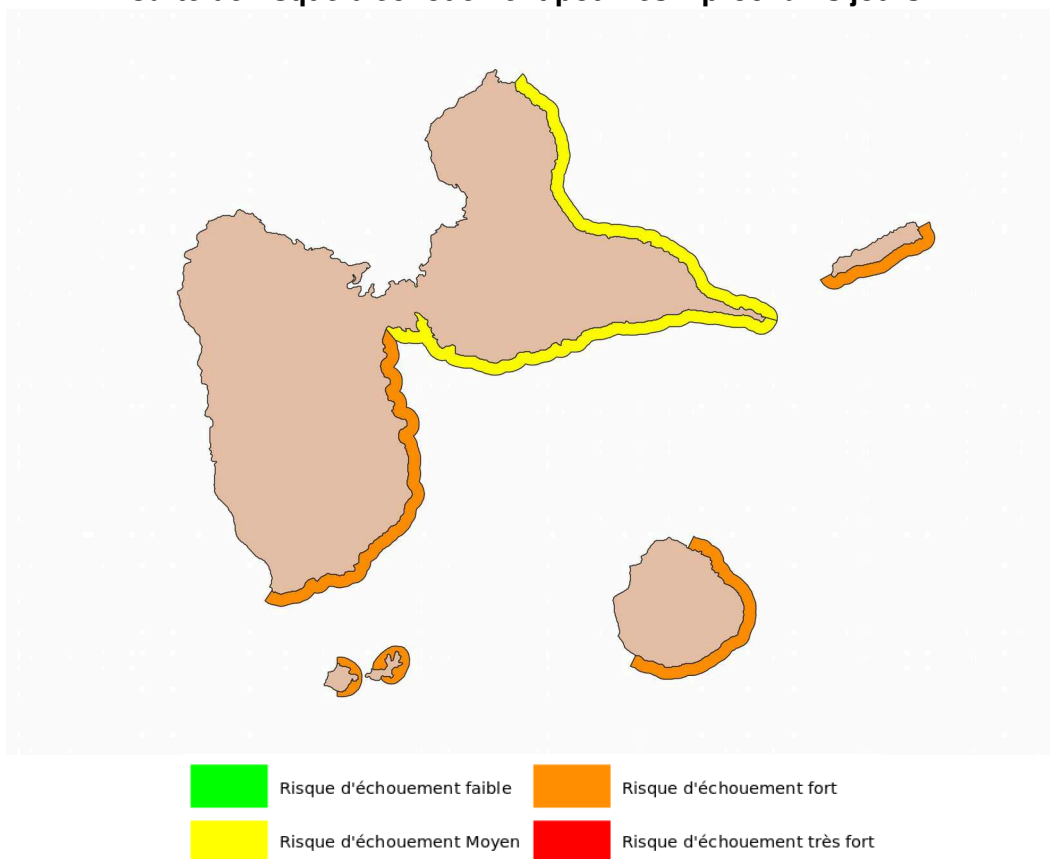 Risque d'échouement faible
Risque d'échouement fort
Risque d'échouement Moyen
Risque d'échouement très fort